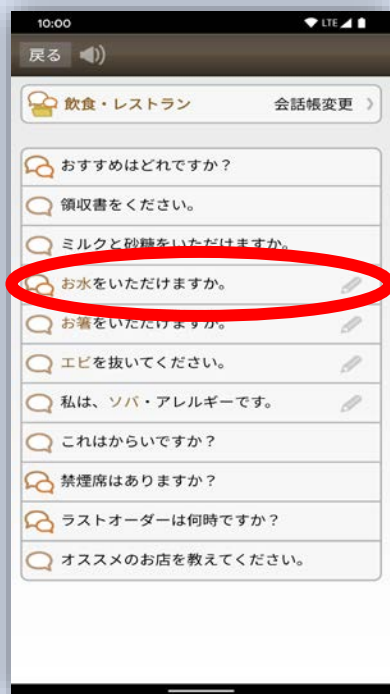 10:00 LTE
戻る
飲食・レストラン 会話帳変更
おすすめはどれですか？
領収書をください。
ミルクと砂糖をいただけますか。
お水をいただけますか。
お箸をいただけますか。
エビを抜いてください。
私は、ソバ・アレルギーです。
これはからいですか？
禁煙席はありますか？
ラストオーダーは何時ですか？
オススメのお店を教えてください。